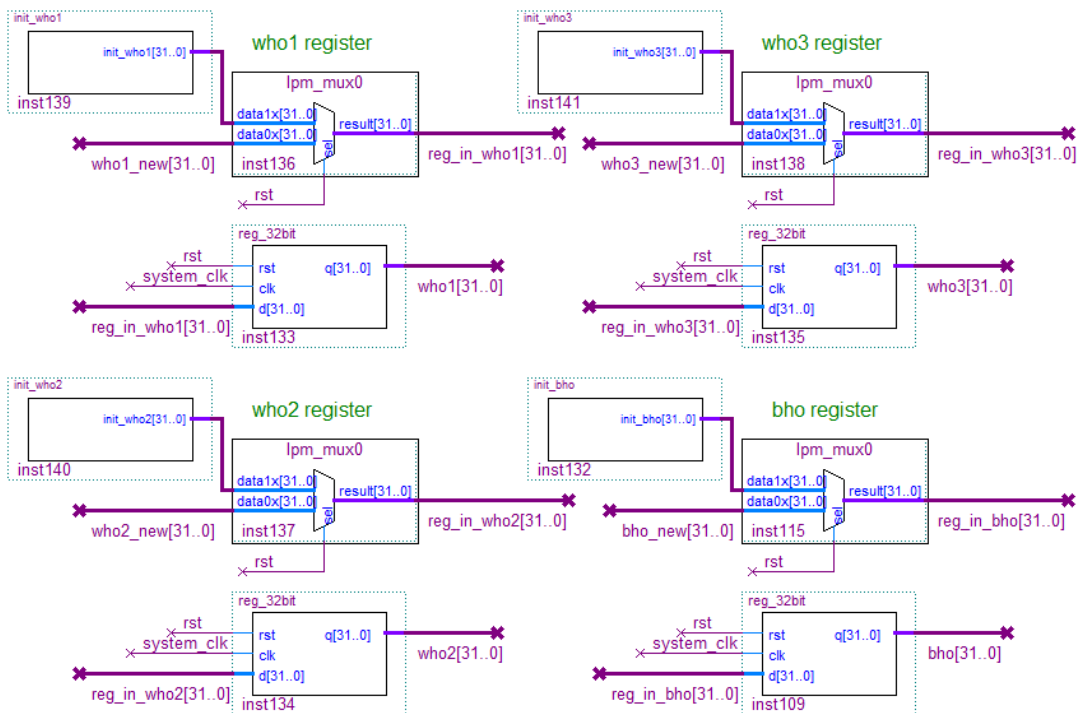 init_who1
init_who1[31..0]
inst139
who1 register
lpm_mux0
data1x[31..0]
data0x[31..0]
result[31..0]
sel
inst136
who1_new[31..0]
reg_in_who1[31..0]
rst
reg_32bit
rst
system_clk
rst
clk
d[31..0]
q[31..0]
reg_in_who1[31..0]
who1[31..0]
inst133
init_who3
init_who3[31..0]
inst141
who3 register
lpm_mux0
data1x[31..0]
data0x[31..0]
result[31..0]
sel
inst138
who3_new[31..0]
reg_in_who3[31..0]
rst
reg_32bit
rst
system_clk
rst
clk
d[31..0]
q[31..0]
reg_in_who3[31..0]
who3[31..0]
inst135
init_who2
init_who2[31..0]
inst140
who2 register
lpm_mux0
data1x[31..0]
data0x[31..0]
result[31..0]
sel
inst137
who2_new[31..0]
reg_in_who2[31..0]
rst
reg_32bit
rst
system_clk
rst
clk
d[31..0]
q[31..0]
reg_in_who2[31..0]
who2[31..0]
inst134
init_bho
init_bho[31..0]
inst132
bho register
lpm_mux0
data1x[31..0]
data0x[31..0]
result[31..0]
sel
inst115
bho_new[31..0]
reg_in_bho[31..0]
rst
reg_32bit
rst
system_clk
rst
clk
d[31..0]
q[31..0]
reg_in_bho[31..0]
bho[31..0]
inst109